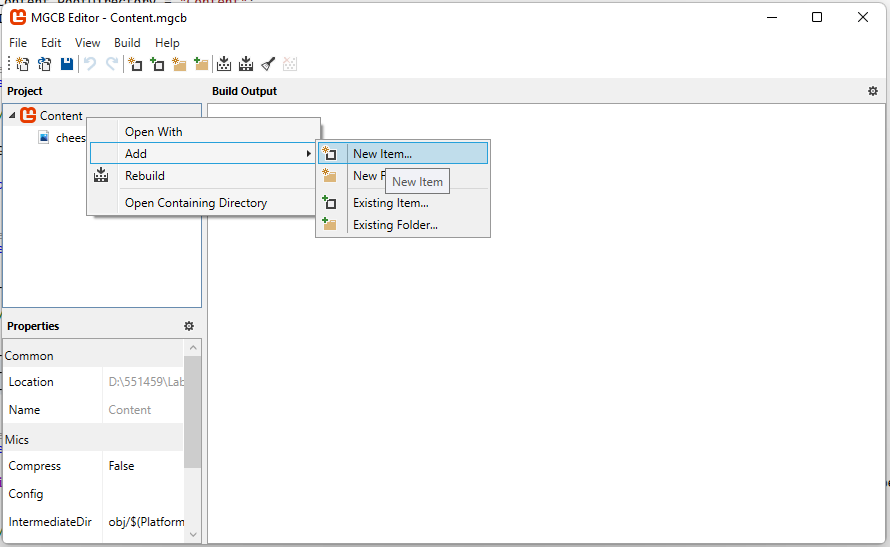 MGCB Editor - Content.mgcb
File Edit View Build Help
Project
Build Output
Content
chees
Open With
Add
New Item...
Rebuild
New F
New Item
Open Containing Directory
Existing Item...
Existing Folder...
Properties
Common
Location D:\551459\Lab
Name Content
Mics
Compress False
Config
IntermediateDir obj/$(Platform